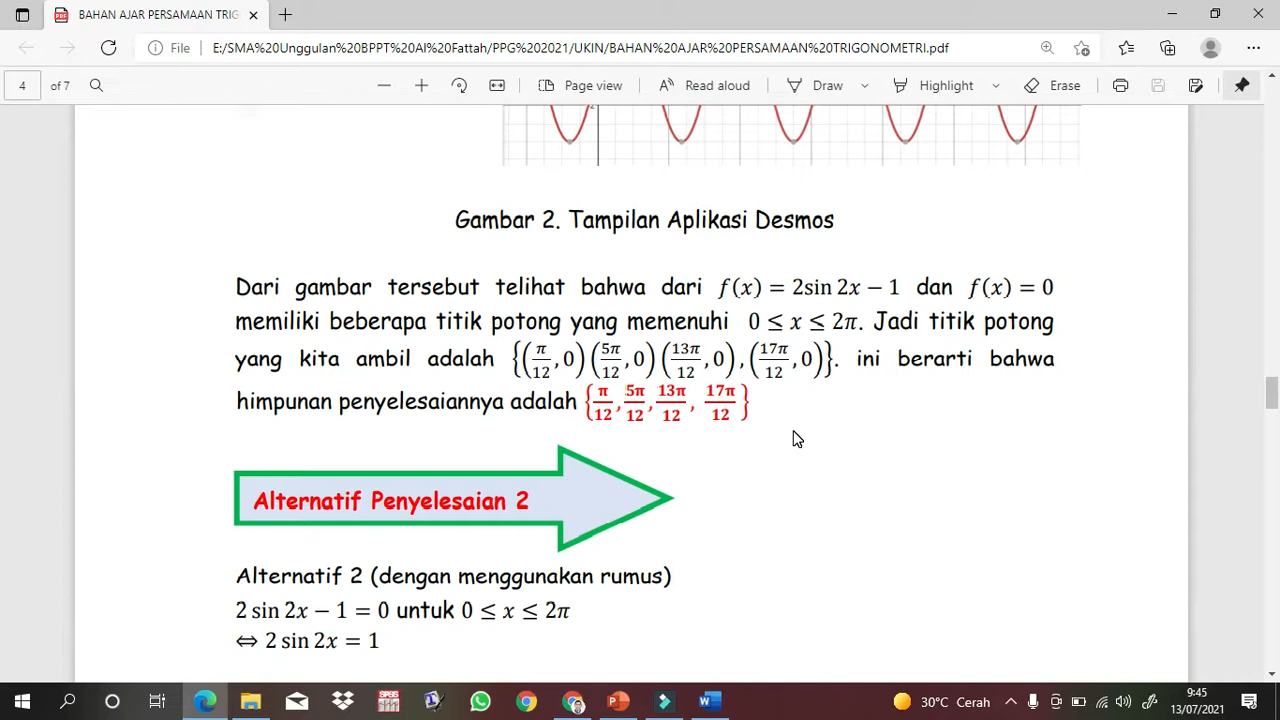 BAHAN AJAR PERSAMAAN TRIG
File E:/SMA%20Unggulan%20BPPT%20Al%20Fattah/PPG%202021/UKIN/BAHAN%20AJAR%20PERSAMAAN%20TRIGONOMETRI.pdf
4 of 7 Page view Read aloud Draw Highlight Erase
2
Gambar 2. Tampilan Aplikasi Desmos
Dari gambar tersebut telihat bahwa dari f(x) = 2sin 2x − 1 dan f(x) = 0
memiliki beberapa titik potong yang memenuhi 0 ≤ x ≤ 2π. Jadi titik potong
yang kita ambil adalah {(π/12, 0)(5π/12, 0)(13π/12, 0), (17π/12, 0)}. ini berarti bahwa
himpunan penyelesaiannya adalah {π/12, 5π/12, 13π/12, 17π/12}
Alternatif Penyelesaian 2
Alternatif 2 (dengan menggunakan rumus)
2 sin 2x − 1 = 0 untuk 0 ≤ x ≤ 2π
⇔ 2 sin 2x = 1
30°C Cerah 9:45
13/07/2021